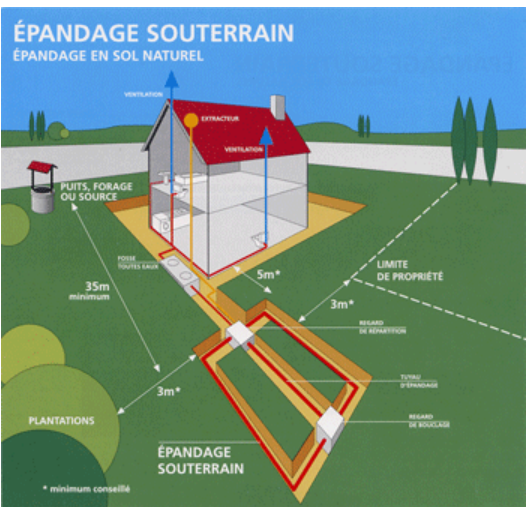 ÉPANDAGE SOUTERRAIN
ÉPANDAGE EN SOL NATUREL
VENTILATION
EXTRACTEUR
VENTILATION
PUITS, FORAGE
OU SOURCE
FOSSE
TOUTES EAUX
35m
minimum
5m*
LIMITE
DE PROPRIÉTÉ
3m*
REGARD
DE RÉPARTITION
3m*
TUYAU
D'ÉPANDAGE
PLANTATIONS
REGARD
DE BOUCLAGE
ÉPANDAGE
SOUTERRAIN
* minimum conseillé